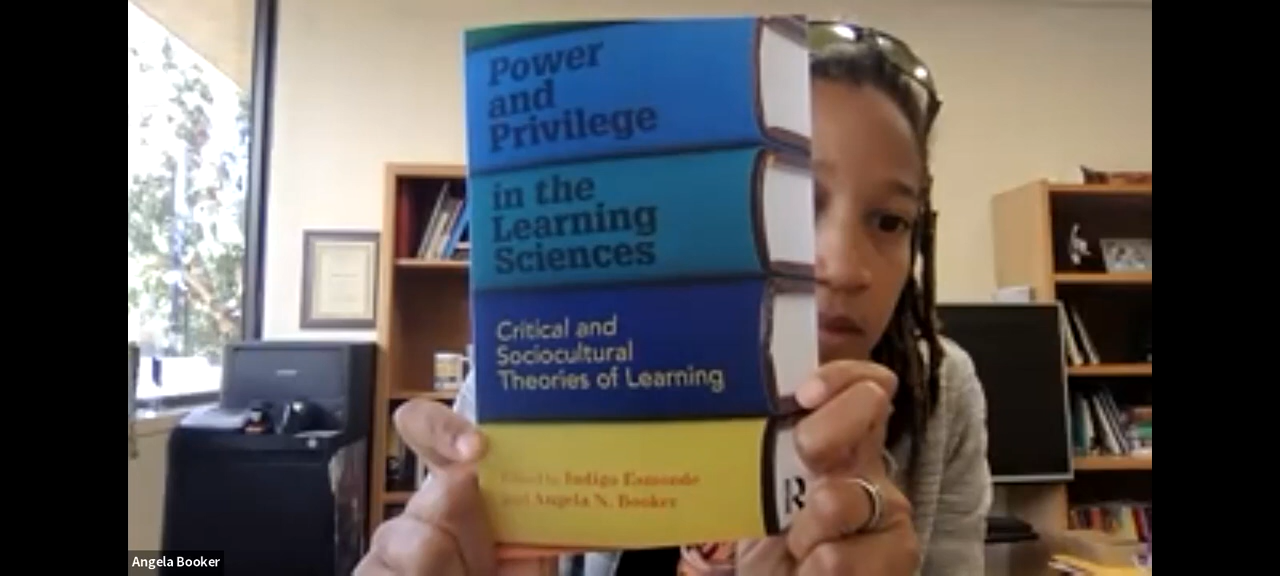 Power
and
Privilege
in the
Learning
Sciences
Critical and
Sociocultural
Theories of Learning
Edited by Indigo Esmonde
and Angela N. Booker
R
Angela Booker